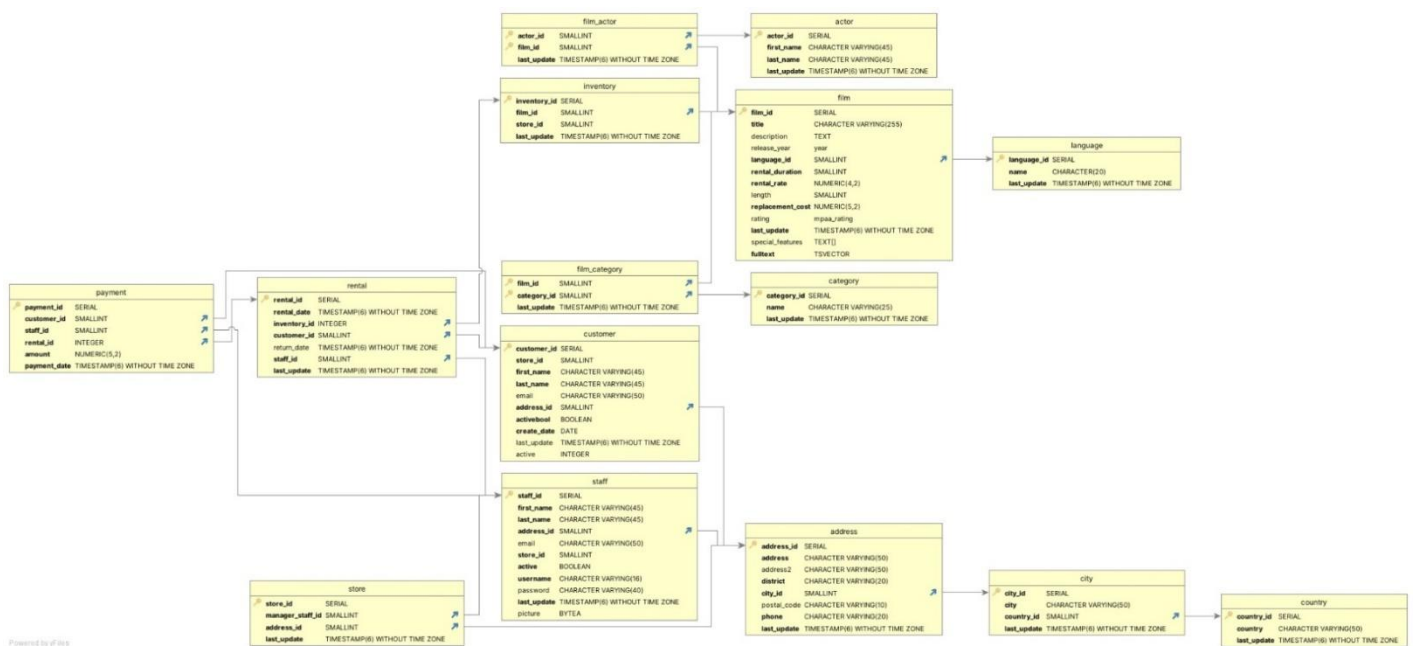 film_actor
actor_id SMALLINT
film_id SMALLINT
last_update TIMESTAMP(6) WITHOUT TIME ZONE
actor
actor_id SERIAL
first_name CHARACTER VARYING(45)
last_name CHARACTER VARYING(45)
last_update TIMESTAMP(6) WITHOUT TIME ZONE
inventory
inventory_id SERIAL
film_id SMALLINT
store_id SMALLINT
last_update TIMESTAMP(6) WITHOUT TIME ZONE
film
film_id SERIAL
title CHARACTER VARYING(255)
description TEXT
release_year year
language_id SMALLINT
rental_duration SMALLINT
rental_rate NUMERIC(4,2)
length SMALLINT
replacement_cost NUMERIC(5,2)
rating mpaa_rating
last_update TIMESTAMP(6) WITHOUT TIME ZONE
special_features TEXT[]
fulltext TSVECTOR
language
language_id SERIAL
name CHARACTER(20)
last_update TIMESTAMP(6) WITHOUT TIME ZONE
film_category
film_id SMALLINT
category_id SMALLINT
last_update TIMESTAMP(6) WITHOUT TIME ZONE
category
category_id SERIAL
name CHARACTER VARYING(25)
last_update TIMESTAMP(6) WITHOUT TIME ZONE
payment
payment_id SERIAL
customer_id SMALLINT
staff_id SMALLINT
rental_id INTEGER
amount NUMERIC(5,2)
payment_date TIMESTAMP(6) WITHOUT TIME ZONE
rental
rental_id SERIAL
rental_date TIMESTAMP(6) WITHOUT TIME ZONE
inventory_id INTEGER
customer_id SMALLINT
return_date TIMESTAMP(6) WITHOUT TIME ZONE
staff_id SMALLINT
last_update TIMESTAMP(6) WITHOUT TIME ZONE
customer
customer_id SERIAL
store_id SMALLINT
first_name CHARACTER VARYING(45)
last_name CHARACTER VARYING(45)
email CHARACTER VARYING(50)
address_id SMALLINT
activebool BOOLEAN
create_date DATE
last_update TIMESTAMP(6) WITHOUT TIME ZONE
active INTEGER
staff
staff_id SERIAL
first_name CHARACTER VARYING(45)
last_name CHARACTER VARYING(45)
address_id SMALLINT
email CHARACTER VARYING(50)
store_id SMALLINT
active BOOLEAN
username CHARACTER VARYING(16)
password CHARACTER VARYING(40)
last_update TIMESTAMP(6) WITHOUT TIME ZONE
picture BYTEA
store
store_id SERIAL
manager_staff_id SMALLINT
address_id SMALLINT
last_update TIMESTAMP(6) WITHOUT TIME ZONE
address
address_id SERIAL
address CHARACTER VARYING(50)
address2 CHARACTER VARYING(50)
district CHARACTER VARYING(20)
city_id SMALLINT
postal_code CHARACTER VARYING(10)
phone CHARACTER VARYING(20)
last_update TIMESTAMP(6) WITHOUT TIME ZONE
city
city_id SERIAL
city CHARACTER VARYING(50)
country_id SMALLINT
last_update TIMESTAMP(6) WITHOUT TIME ZONE
country
country_id SERIAL
country CHARACTER VARYING(50)
last_update TIMESTAMP(6) WITHOUT TIME ZONE
Powered by